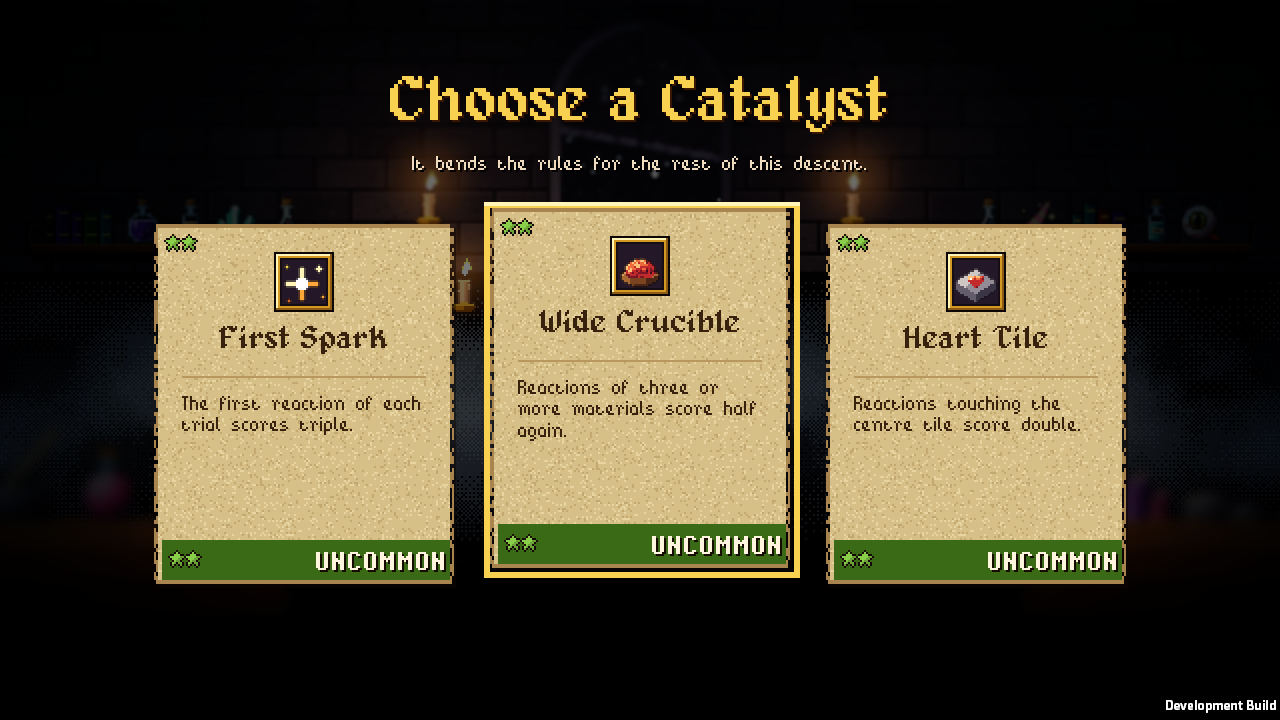 Choose a Catalyst
It bends the rules for the rest of this descent.
First Spark
The first reaction of each
trial scores triple.
UNCOMMON
Wide Crucible
Reactions of three or
more materials score half
again.
UNCOMMON
Heart Tile
Reactions touching the
centre tile score double.
UNCOMMON
Development Build